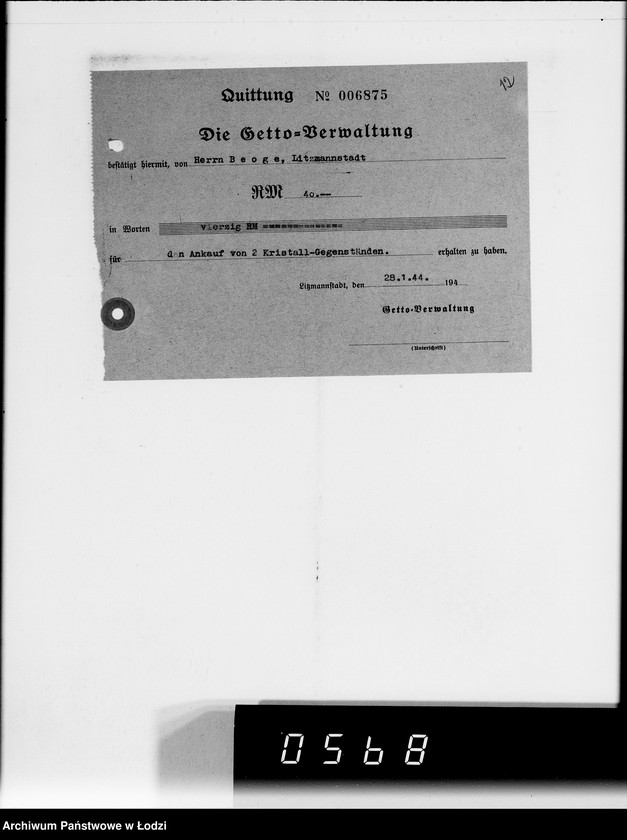 12
Quittung № 006875
Die Getto=Verwaltung
bestätigt hiermit, von Herrn B e o g e, Litzmannstadt
RM 40.--
in Worten vierzig RM ================
für den Ankauf von 2 Kristall-Gegenständen. erhalten zu haben.
Litzmannstadt, den 28.1.44. 194
Getto-Verwaltung
(Unterschrift)
0568
Archiwum Państwowe w Łodzi